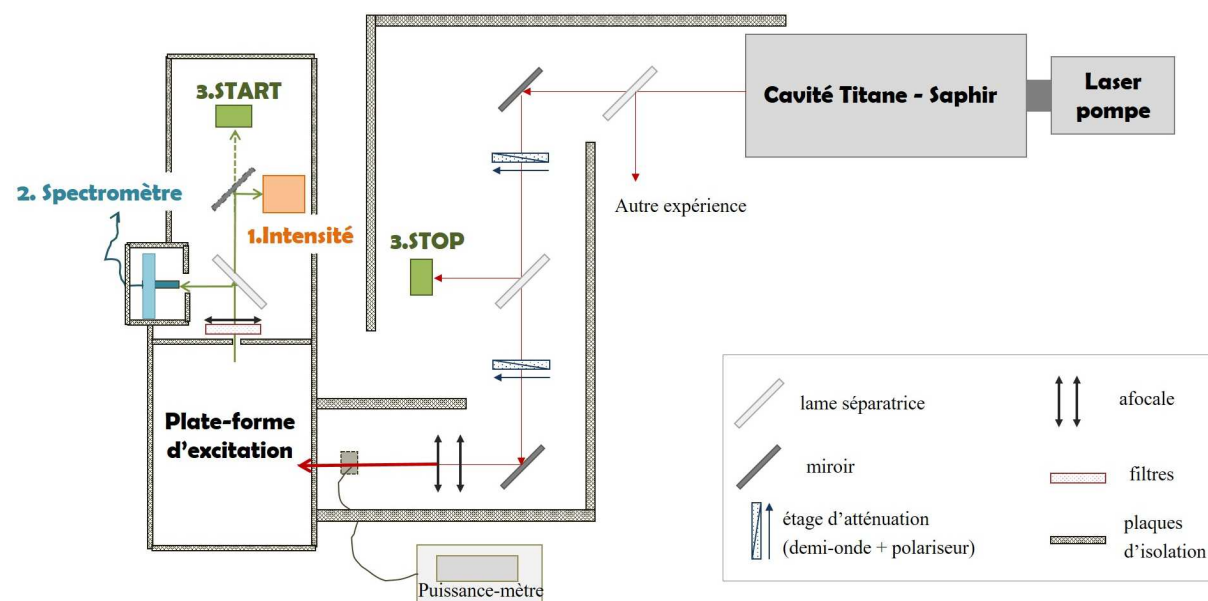 3.START
Cavité Titane - Saphir
Laser
pompe
2. Spectromètre
Autre expérience
1.Intensité
3.STOP
Plate-forme
d'excitation
lame séparatrice
afocale
miroir
filtres
étage d'atténuation
(demi-onde + polariseur)
plaques
d'isolation
Puissance-mètre